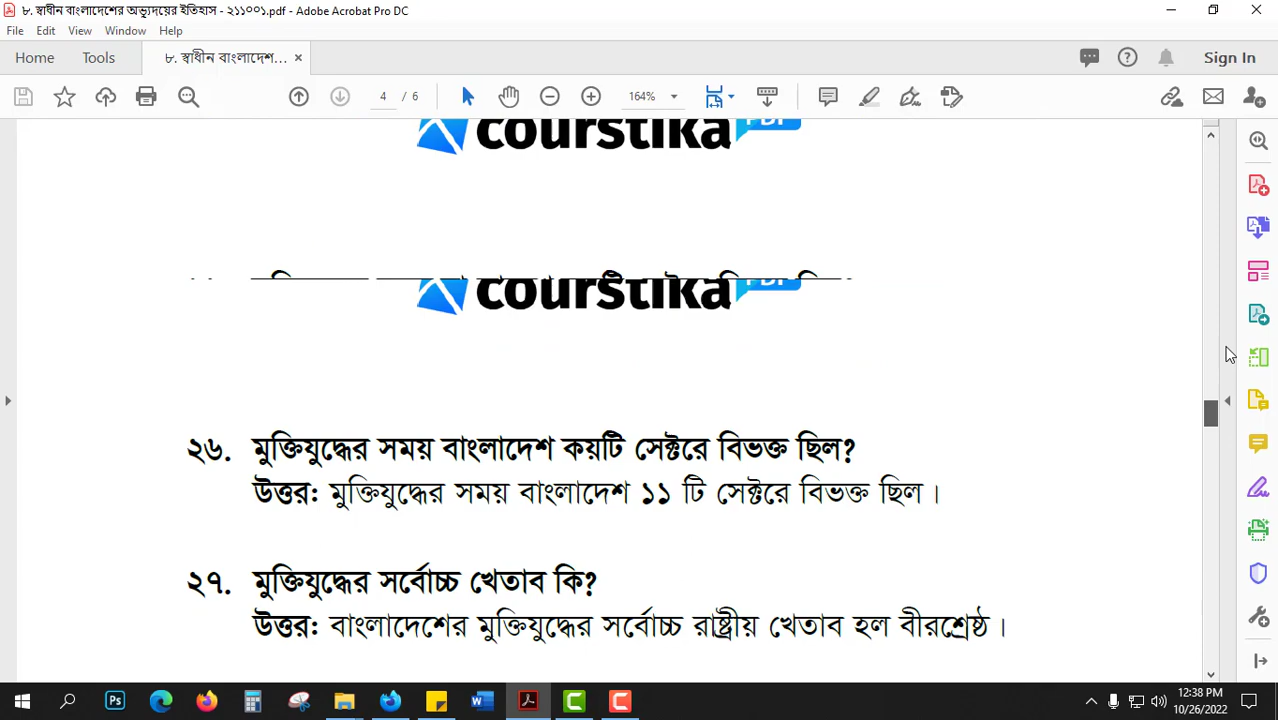 ৮. স্বাধীন বাংলাদেশের অভ্যুদয়ের ইতিহাস - ২১১০০১.pdf - Adobe Acrobat Pro DC
File Edit View Window Help
Home Tools ৮. স্বাধীন বাংলাদেশ... × Sign In
4 / 6 164%
courstika PDF
courstika PDF
২৬. মুক্তিযুদ্ধের সময় বাংলাদেশ কয়টি সেক্টরে বিভক্ত ছিল?
উত্তর: মুক্তিযুদ্ধের সময় বাংলাদেশ ১১ টি সেক্টরে বিভক্ত ছিল।
২৭. মুক্তিযুদ্ধের সর্বোচ্চ খেতাব কি?
উত্তর: বাংলাদেশের মুক্তিযুদ্ধের সর্বোচ্চ রাষ্ট্রীয় খেতাব হল বীরশ্রেষ্ঠ।
Ps W C C
12:38 PM
10/26/2022